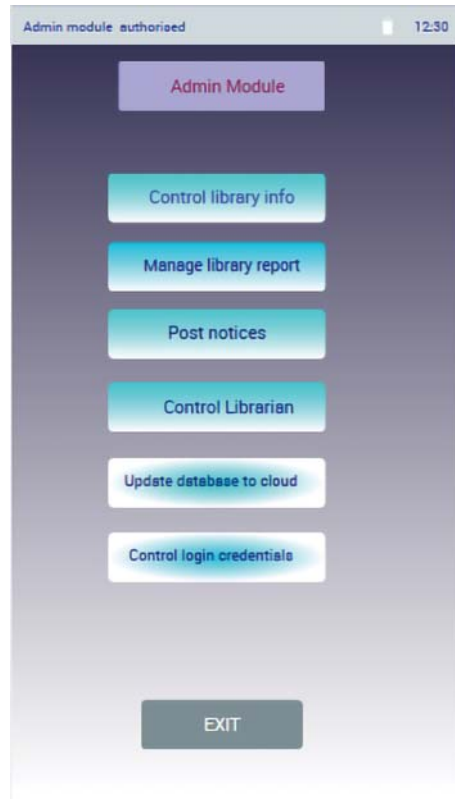 Admin module authorised 12:30
Admin Module
Control library info
Manage library report
Post notices
Control Librarian
Update database to cloud
Control login credentials
EXIT